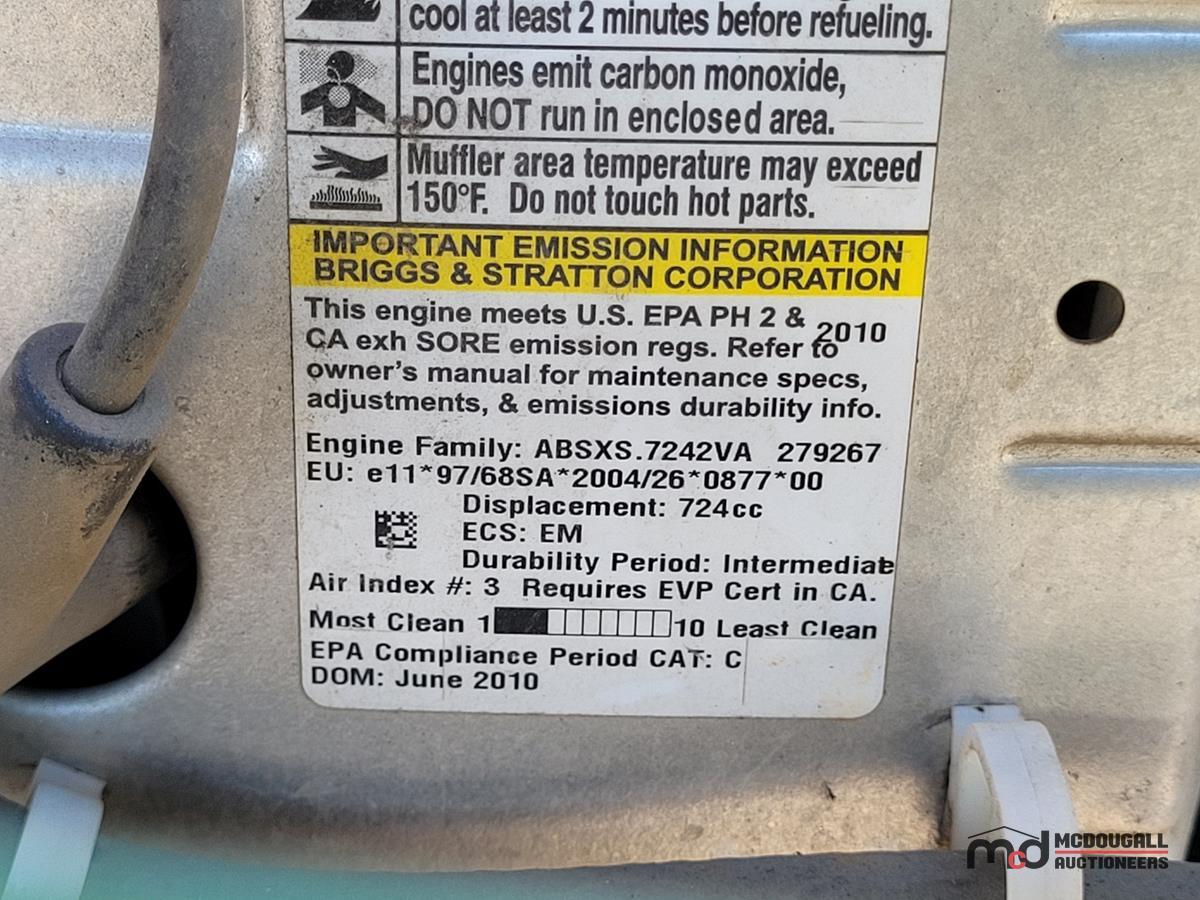 cool at least 2 minutes before refueling.
Engines emit carbon monoxide,
DO NOT run in enclosed area.
Muffler area temperature may exceed
150°F. Do not touch hot parts.
IMPORTANT EMISSION INFORMATION
BRIGGS & STRATTON CORPORATION
This engine meets U.S. EPA PH 2 & 2010
CA exh SORE emission regs. Refer to
owner's manual for maintenance specs,
adjustments, & emissions durability info.
Engine Family: ABSXS.7242VA 279267
EU: e11*97/68SA*2004/26*0877*00
Displacement: 724cc
ECS: EM
Durability Period: Intermediate
Air Index #: 3 Requires EVP Cert in CA.
Most Clean 1 10 Least Clean
EPA Compliance Period CAT: C
DOM: June 2010
mcd MCDOUGALL
AUCTIONEERS